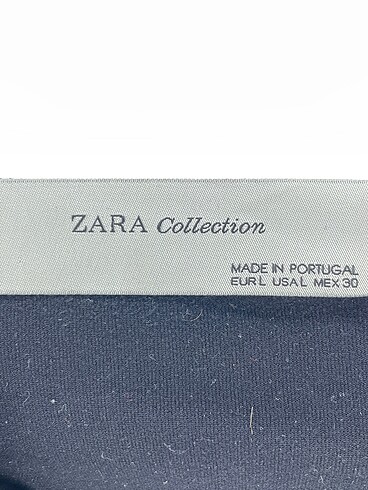 ZARA Collection
MADE IN PORTUGAL
EUR L USA L MEX 30